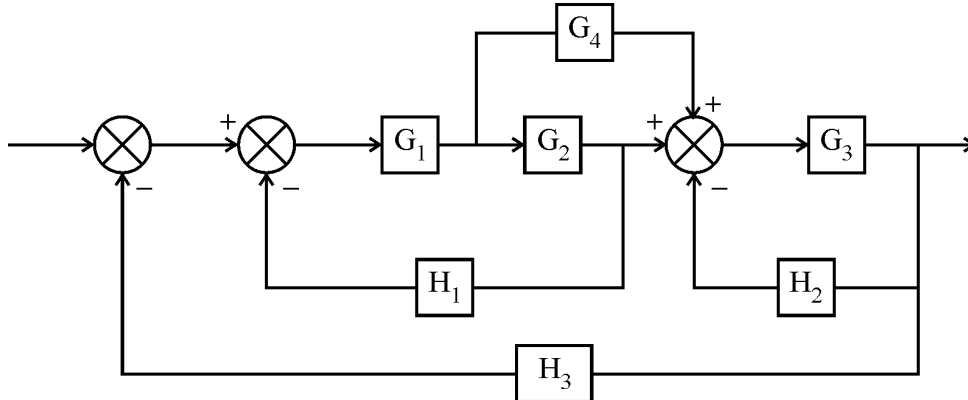 G₄
+
+ + G₁ G₂ G₃
− − −
H₁ H₂
H₃